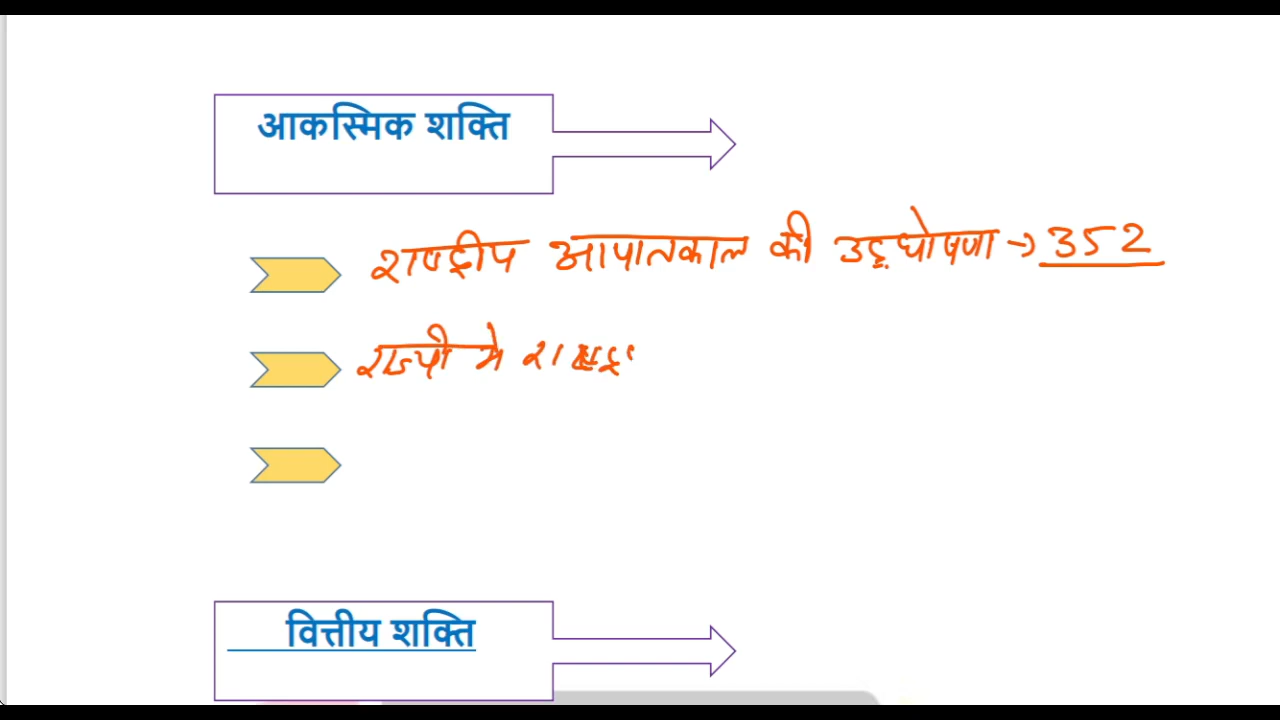 आकस्मिक शक्ति
राष्ट्रीय आपातकाल की उद्घोषणा → 352
राज्यों मे
वित्तीय शक्ति